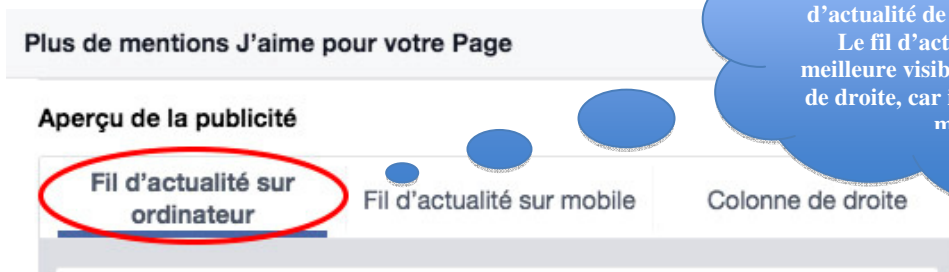 d’actualité de
Le fil d’act
meilleure visib
de droite, car
Plus de mentions J’aime pour votre Page
Aperçu de la publicité
Fil d’actualité sur
ordinateur
Fil d’actualité sur mobile
Colonne de droite